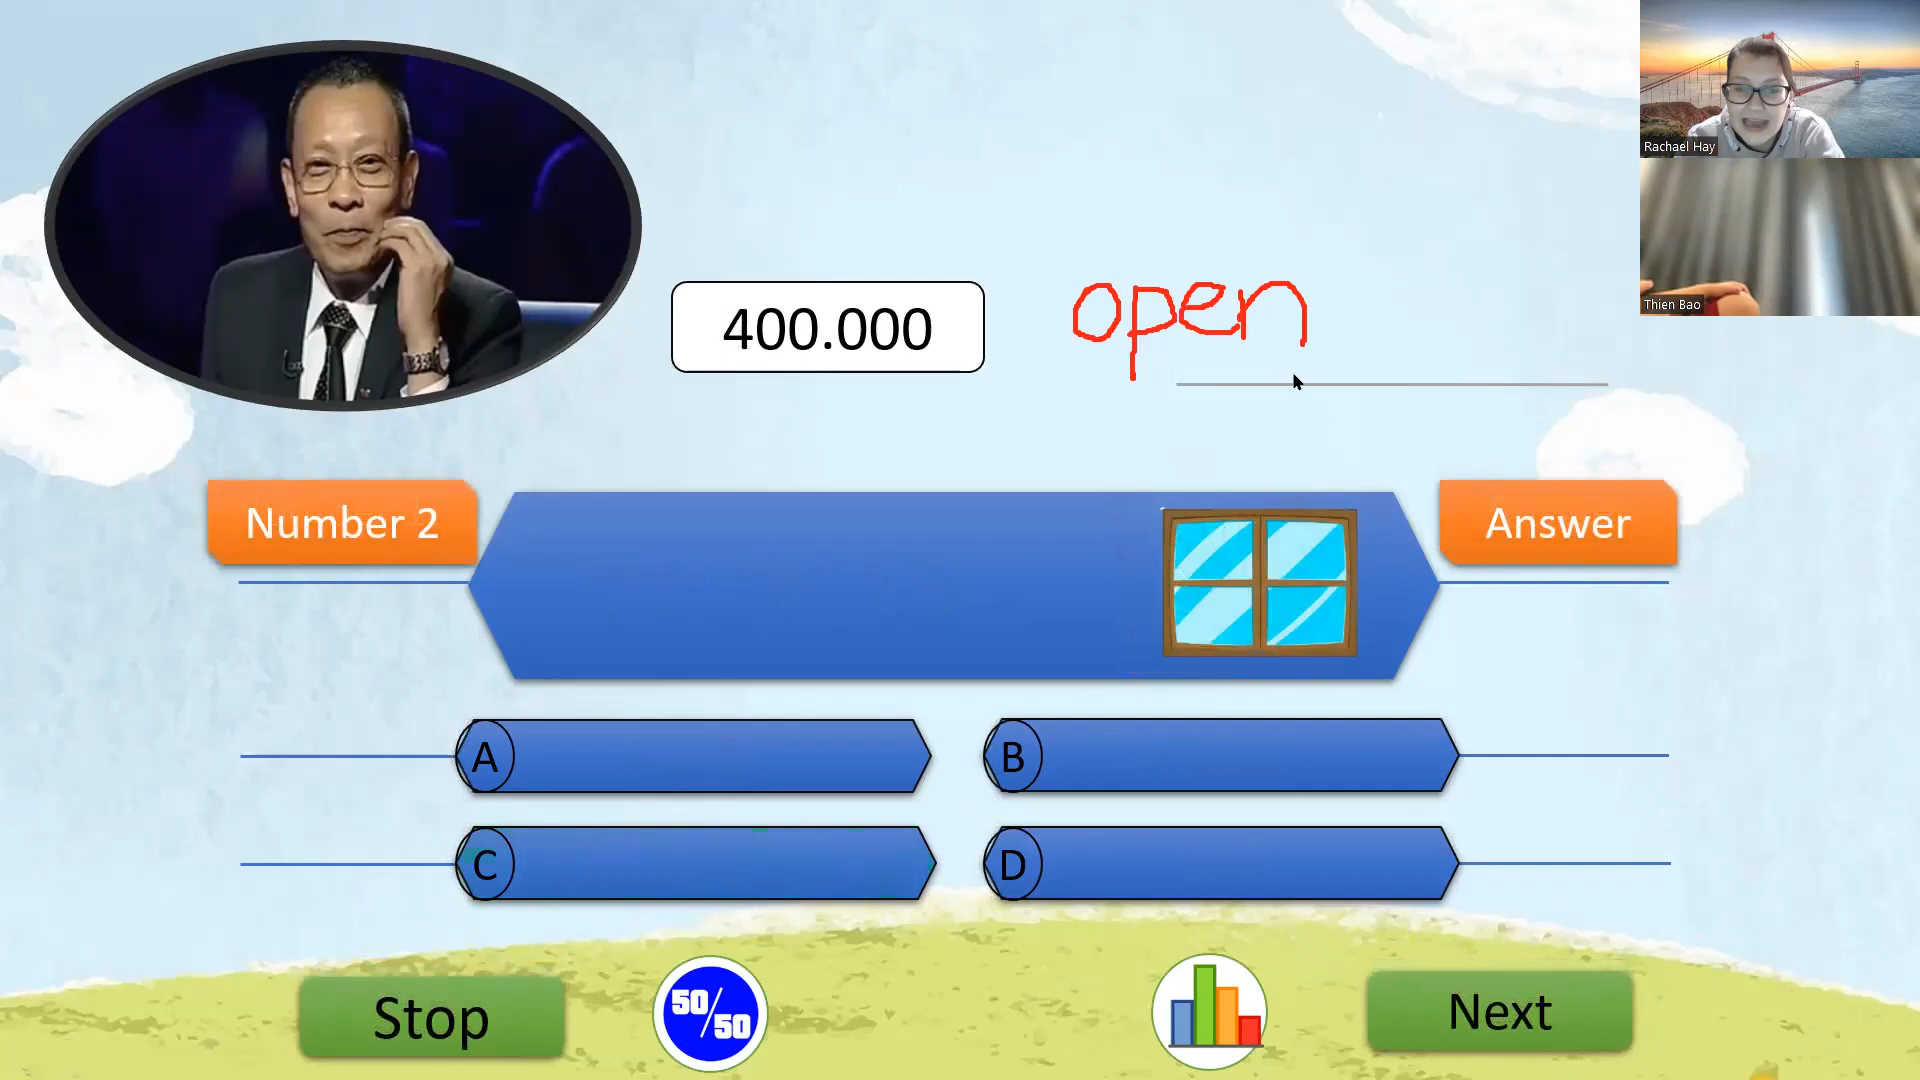 Rachael Hay
Thien Bao
400.000
open
Number 2
Answer
A
B
C
D
Stop
50/50
Next